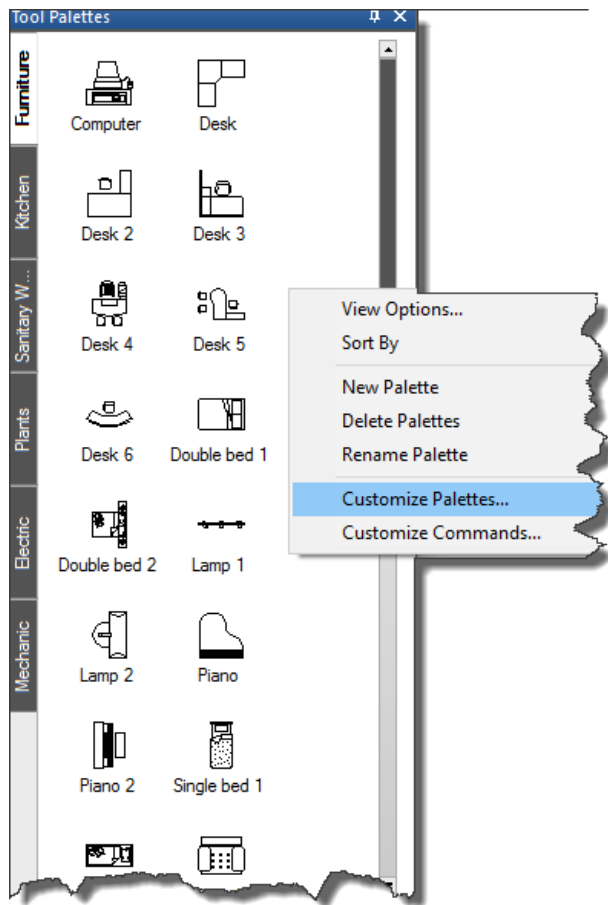 Tool Palettes
Furniture
Kitchen
Sanitary W...
Plants
Electric
Mechanic
Computer
Desk
Desk 2
Desk 3
Desk 4
Desk 5
Desk 6
Double bed 1
Double bed 2
Lamp 1
Lamp 2
Piano
Piano 2
Single bed 1
View Options...
Sort By
New Palette
Delete Palettes
Rename Palette
Customize Palettes...
Customize Commands...